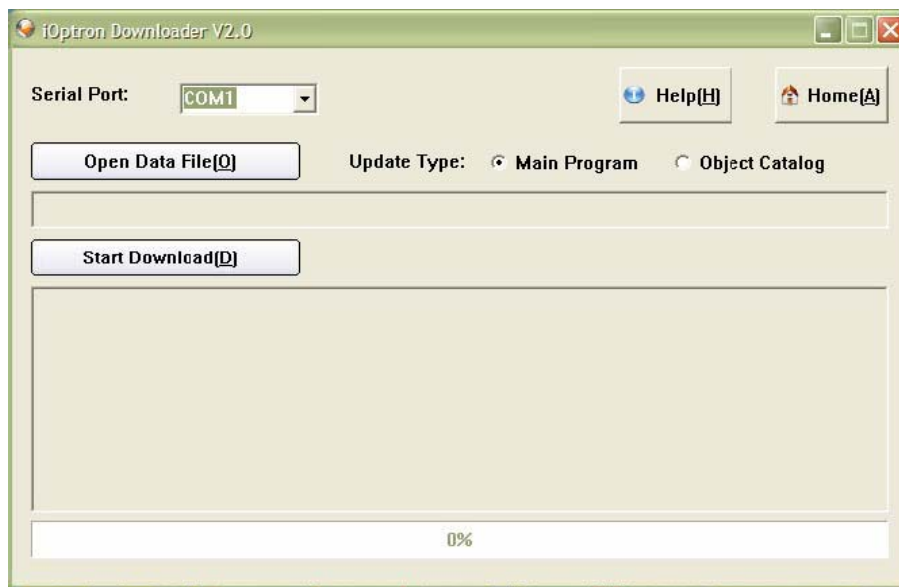 iOptron Downloader V2.0
Serial Port: COM1 Help(H) Home(A)
Open Data File(O) Update Type: Main Program Object Catalog
Start Download(D)
0%